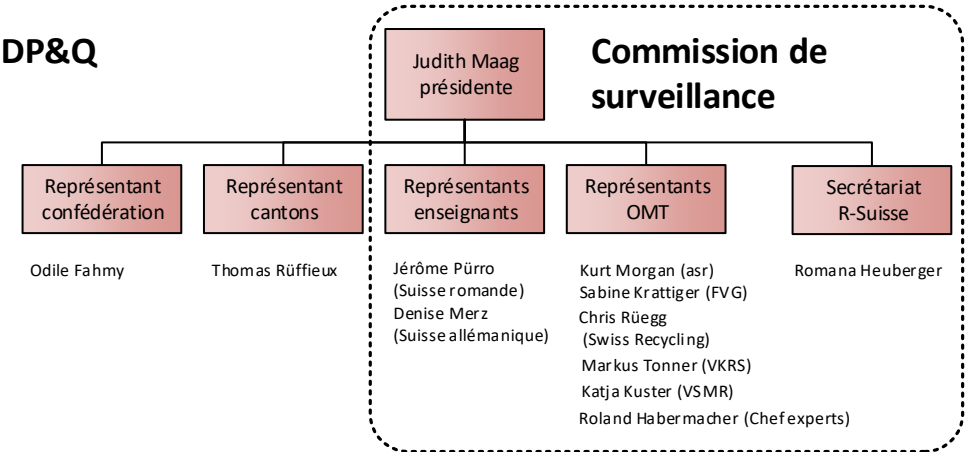 DP&Q
Commission de
surveillance
Judith Maag
présidente
Représentant
confédération
Représentant
cantons
Représentants
enseignants
Représentants
OMT
Secrétariat
R-Suisse
Odile Fahmy
Thomas Rüffieux
Jérôme Pürro
(Suisse romande)
Denise Merz
(Suisse allémanique)
Kurt Morgan (asr)
Sabine Krattiger (FVG)
Chris Rüegg
(Swiss Recycling)
Markus Tonner (VKRS)
Katja Kuster (VSMR)
Roland Habermacher (Chef experts)
Romana Heuberger